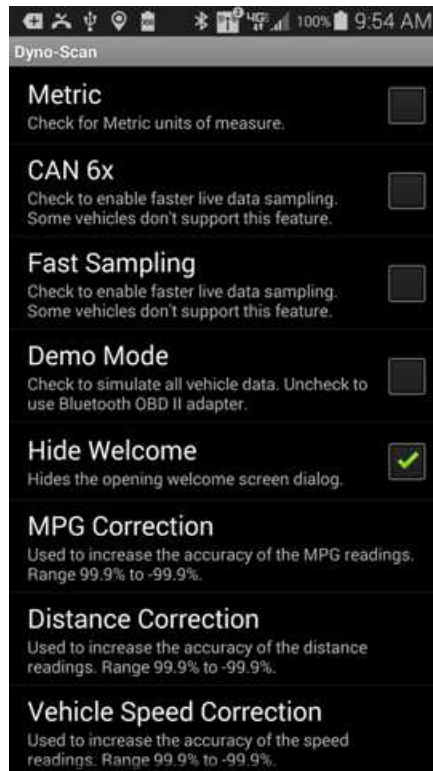 100% 9:54 AM
Dyno-Scan
Metric
Check for Metric units of measure.
CAN 6x
Check to enable faster live data sampling.
Some vehicles don't support this feature.
Fast Sampling
Check to enable faster live data sampling.
Some vehicles don't support this feature.
Demo Mode
Check to simulate all vehicle data. Uncheck to
use Bluetooth OBD II adapter.
Hide Welcome
Hides the opening welcome screen dialog.
MPG Correction
Used to increase the accuracy of the MPG readings.
Range 99.9% to -99.9%.
Distance Correction
Used to increase the accuracy of the distance
readings. Range 99.9% to -99.9%.
Vehicle Speed Correction
Used to increase the accuracy of the speed
readings. Range 99.9% to -99.9%.